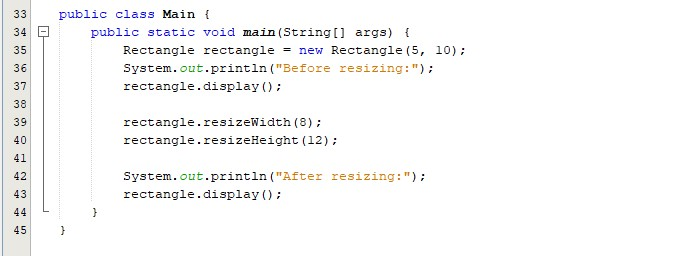 33 public class Main {
34 public static void main(String[] args) {
35 Rectangle rectangle = new Rectangle(5, 10);
36 System.out.println("Before resizing:");
37 rectangle.display();
38
39 rectangle.resizeWidth(8);
40 rectangle.resizeHeight(12);
41
42 System.out.println("After resizing:");
43 rectangle.display();
44 }
45 }